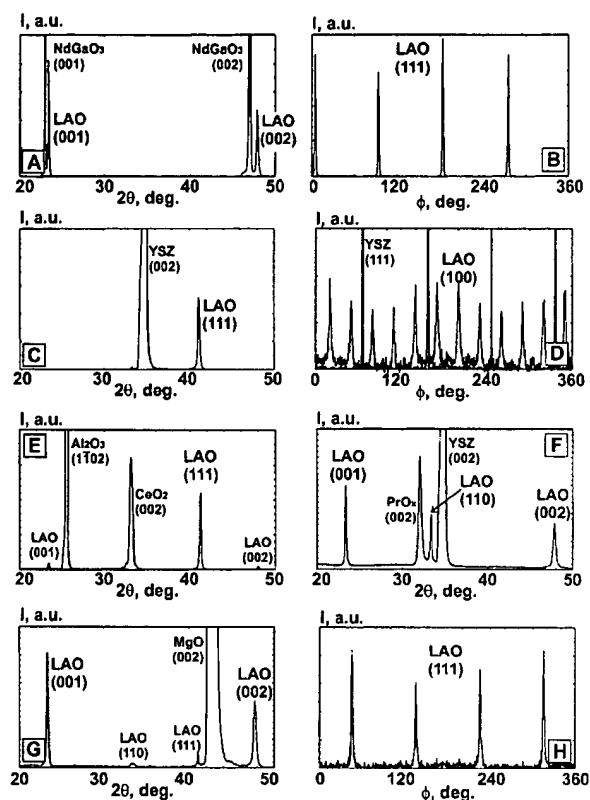 I, a.u.
NdGaO₃
(001)
LAO
(001)
NdGaO₃
(002)
LAO
(002)
A
20 30 40 50
2θ, deg.
I, a.u.
LAO
(111)
B
0 120 240 360
ϕ, deg.
I, a.u.
YSZ
(002)
LAO
(111)
C
20 30 40 50
2θ, deg.
I, a.u.
YSZ
(111)
LAO
(100)
D
0 120 240 360
ϕ, deg.
I, a.u.
E
Al₂O₃
(11̅02)
LAO
(001)
CeO₂
(002)
LAO
(111)
LAO
(002)
20 30 40 50
2θ, deg.
I, a.u.
LAO
(001)
PrOₓ
(002)
YSZ
(002)
LAO
(110)
F
LAO
(002)
20 30 40 50
2θ, deg.
I, a.u.
LAO
(001)
LAO
(110)
LAO
(111)
MgO
(002)
LAO
(002)
G
20 30 40 50
2θ, deg.
I, a.u.
LAO
(111)
H
0 120 240 360
ϕ, deg.